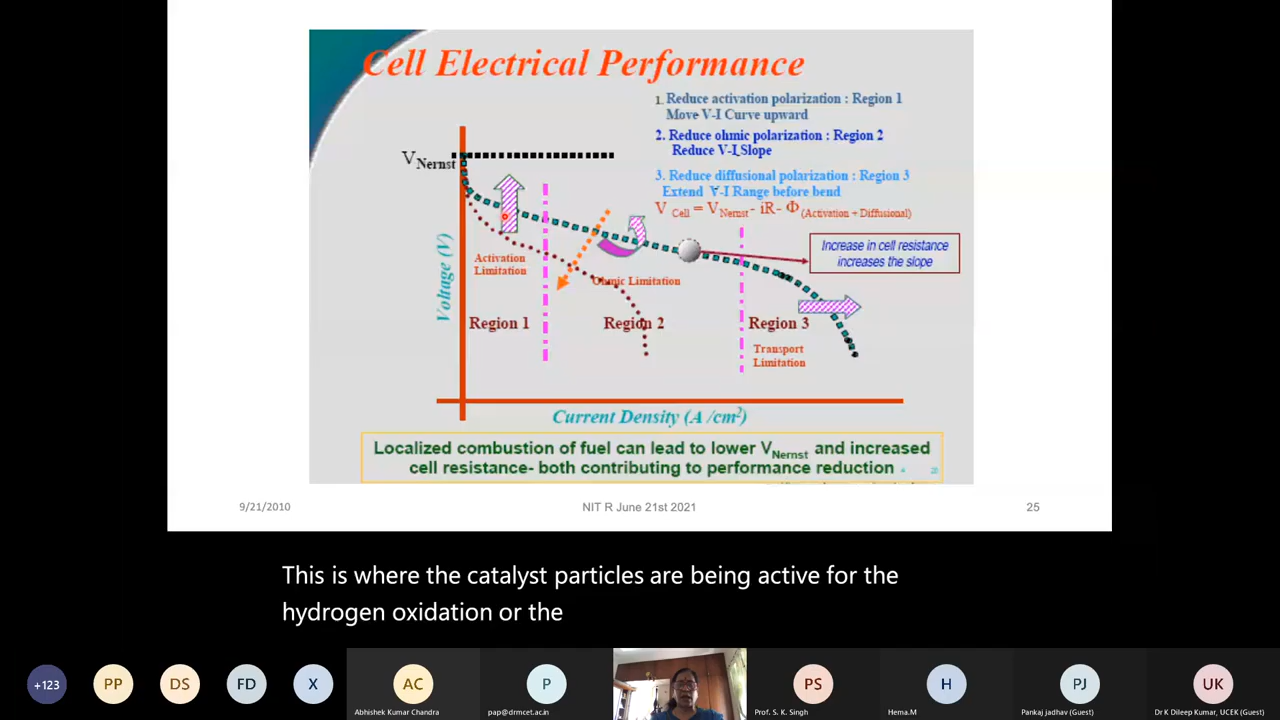 Cell Electrical Performance
1. Reduce activation polarization : Region 1
Move V-I Curve upward
2. Reduce ohmic polarization : Region 2
Reduce V-I Slope
3. Reduce diffusional polarization : Region 3
Extend V-I Range before bend
V Cell = V Nernst - iR- Φ (Activation + Diffusional)
V Nernst
Increase in cell resistance
increases the slope
Activation
Limitation
Ohmic Limitation
Voltage (V)
Region 1
Region 2
Region 3
Transport
Limitation
Current Density (A /cm²)
Localized combustion of fuel can lead to lower V Nernst and increased
cell resistance- both contributing to performance reduction
9/21/2010
NIT R June 21st 2021
25
This is where the catalyst particles are being active for the
hydrogen oxidation or the
+123
PP
DS
FD
X
AC
P
PS
H
PJ
UK
Abhishek Kumar Chandra
pap@drmcet.ac.in
Prof. S. K. Singh
Hema.M
Pankaj jadhav (Guest)
Dr K Dileep Kumar, UCEK (Guest)